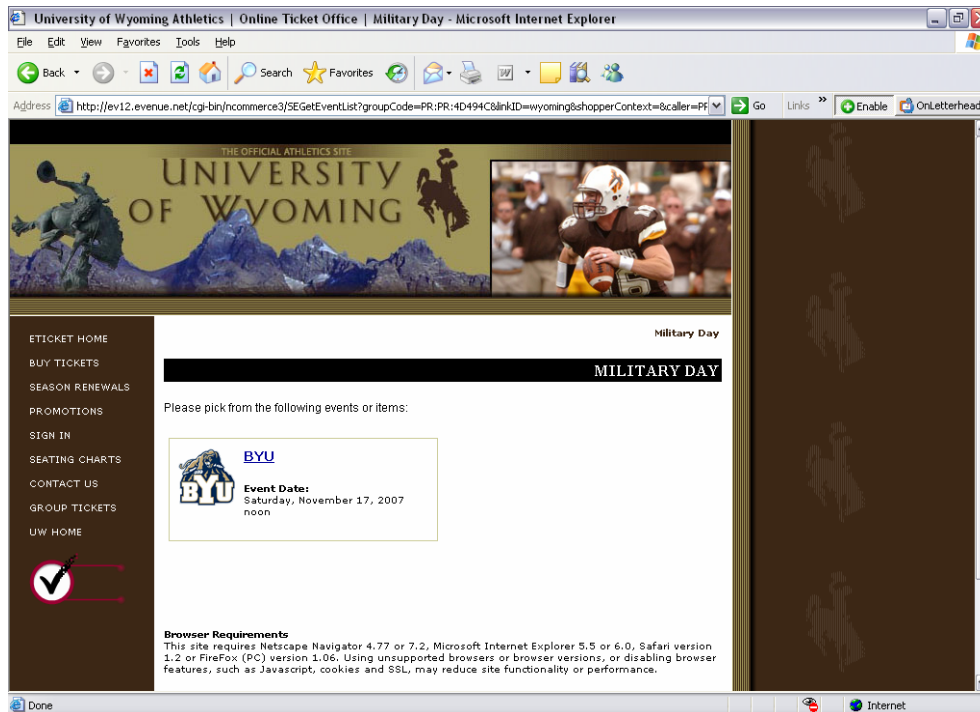 University of Wyoming Athletics | Online Ticket Office | Military Day - Microsoft Internet Explorer
File Edit View Favorites Tools Help
Back Search Favorites
Address http://ev12.evenue.net/cgi-bin/ncommerce3/SEGetEventList?groupCode=PR:PR:4D494C&linkID=wyoming&shopperContext=&caller=PR Go Links » Enable OnLetterhead
THE OFFICIAL ATHLETICS SITE
UNIVERSITY
OF WYOMING
Military Day
MILITARY DAY
ETICKET HOME
BUY TICKETS
SEASON RENEWALS
PROMOTIONS
SIGN IN
SEATING CHARTS
CONTACT US
GROUP TICKETS
UW HOME
Please pick from the following events or items:
BYU
BYU
Event Date:
Saturday, November 17, 2007
noon
Browser Requirements
This site requires Netscape Navigator 4.77 or 7.2, Microsoft Internet Explorer 5.5 or 6.0, Safari version
1.2 or FireFox (PC) version 1.06. Using unsupported browsers or browser versions, or disabling browser
features, such as Javascript, cookies and SSL, may reduce site functionality or performance.
Done Internet